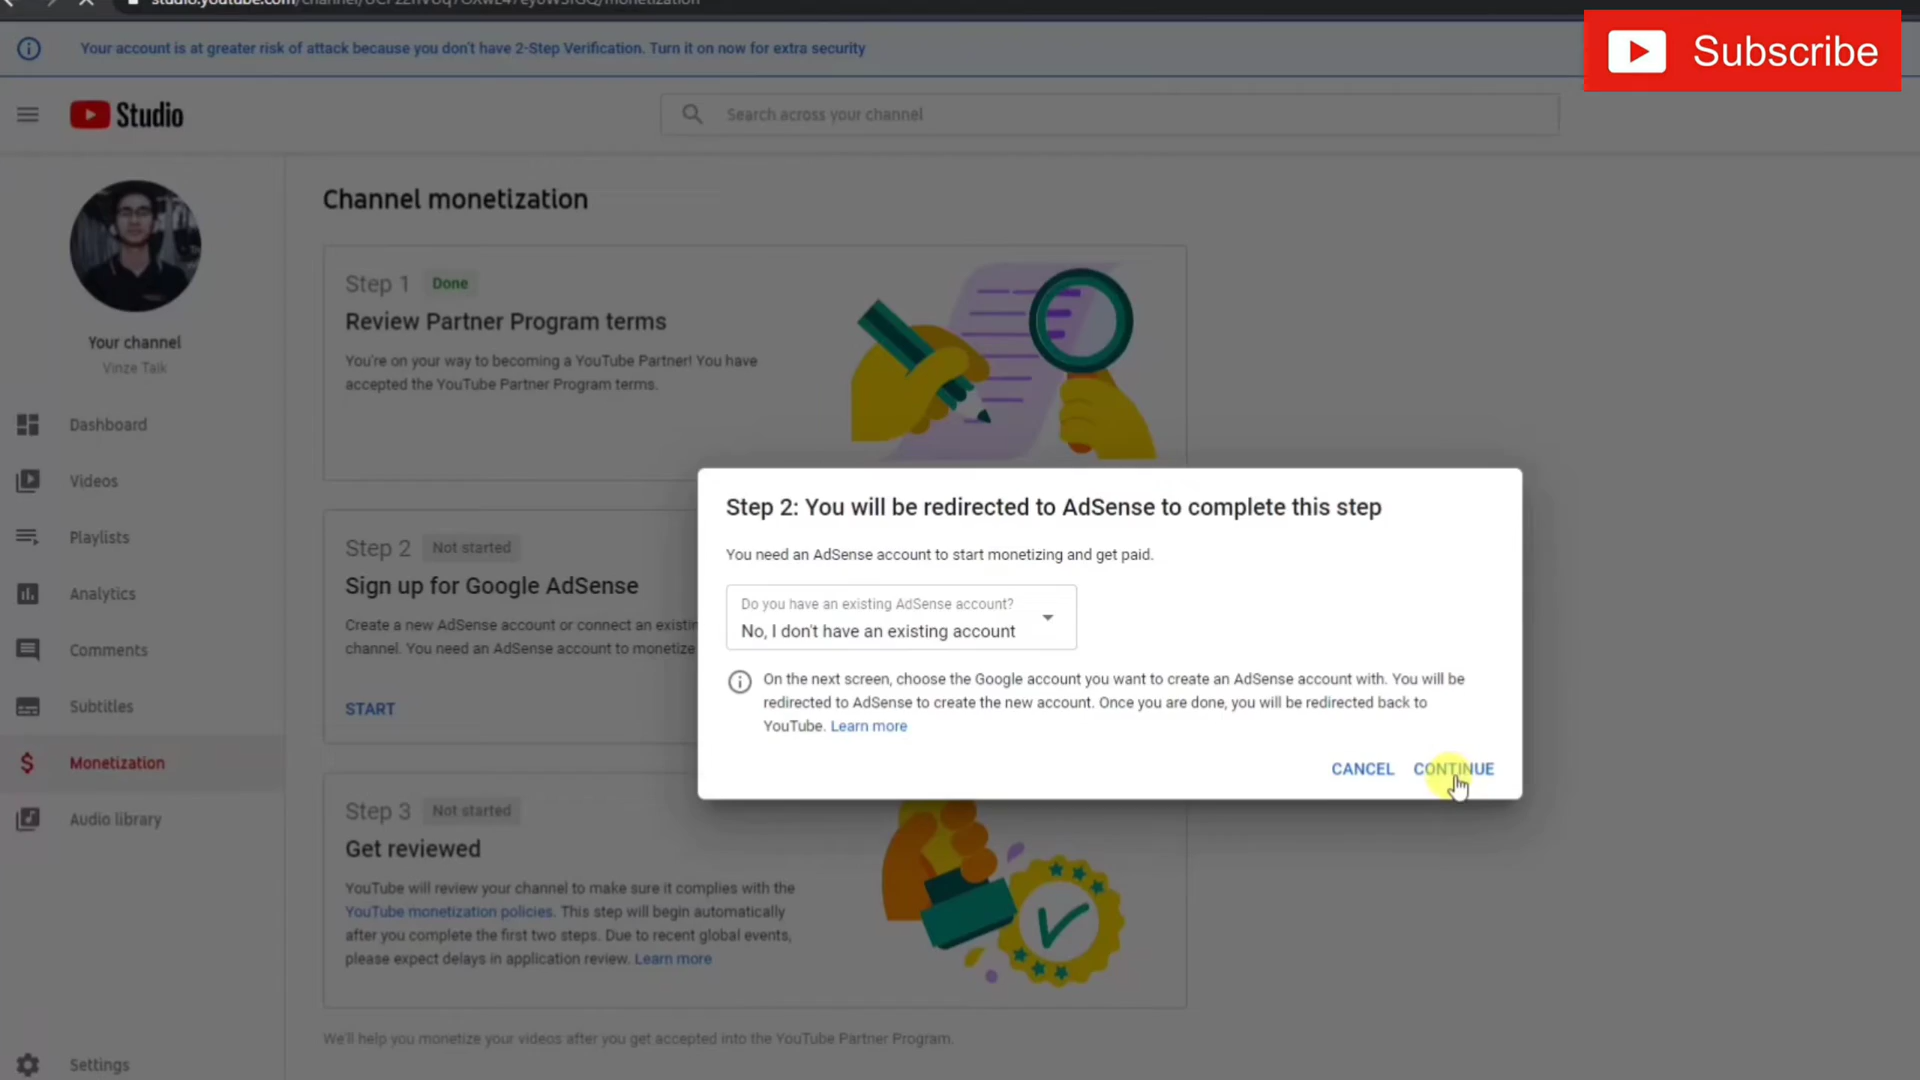 Your account is at greater risk of attack because you don't have 2-Step Verification. Turn it on now for extra security
Subscribe
Studio
Search across your channel
Your channel
Vinze Talk
Dashboard
Videos
Playlists
Analytics
Comments
Subtitles
Monetization
Audio library
Settings
Channel monetization
Step 1 Done
Review Partner Program terms
You're on your way to becoming a YouTube Partner! You have
accepted the YouTube Partner Program terms.
Step 2 Not started
Sign up for Google AdSense
Create a new AdSense account or connect an existin
channel. You need an AdSense account to monetize
START
Step 2: You will be redirected to AdSense to complete this step
You need an AdSense account to start monetizing and get paid.
Do you have an existing AdSense account?
No, I don't have an existing account
On the next screen, choose the Google account you want to create an AdSense account with. You will be
redirected to AdSense to create the new account. Once you are done, you will be redirected back to
YouTube. Learn more
CANCEL CONTINUE
Step 3 Not started
Get reviewed
YouTube will review your channel to make sure it complies with the
YouTube monetization policies. This step will begin automatically
after you complete the first two steps. Due to recent global events,
please expect delays in application review. Learn more
We'll help you monetize your videos after you get accepted into the YouTube Partner Program.